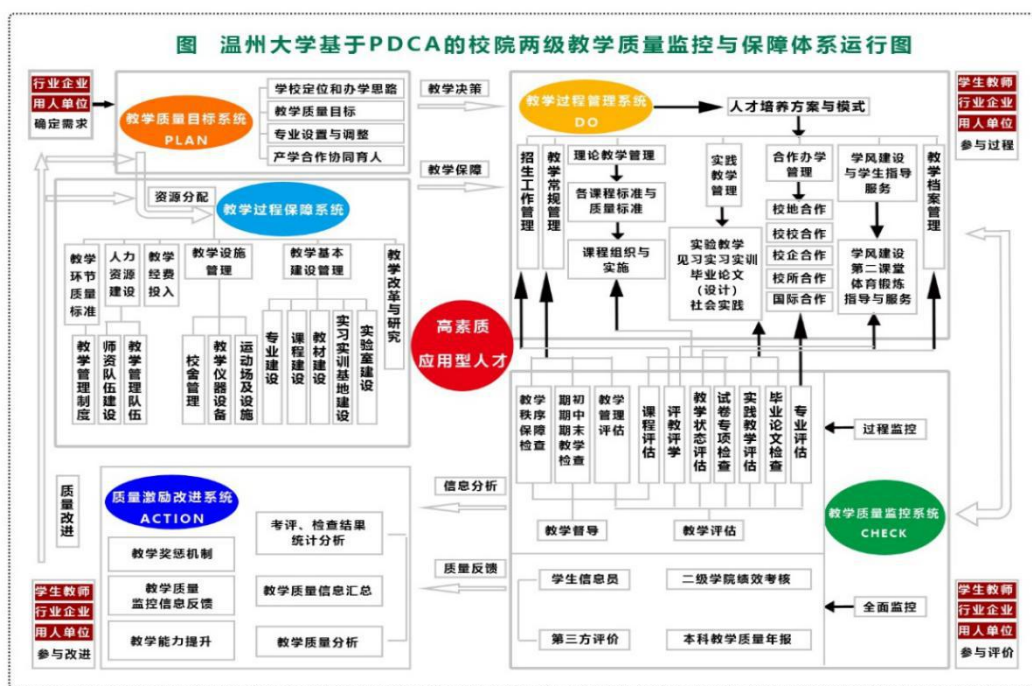 图 温州大学基于PDCA的校院两级教学质量监控与保障体系运行图
行业企业
用人单位
确定需求
教学质量目标系统
PLAN
学校定位和办学思路
教学质量目标
专业设置与调整
产学合作协同育人
教学决策
教学保障
教学过程管理系统
DO
人才培养方案与模式
学生教师
行业企业
用人单位
参与过程
招生工作管理
教学常规管理
理论教学管理
各课程标准与
质量标准
课程组织与
实施
实践
教学
管理
实验教学
见习实习实训
毕业论文
(设计)
社会实践
合作办学
管理
校地合作
校校合作
校企合作
校所合作
国际合作
学风建设
与学生指导
服务
学风建设
第二课堂
体育锻炼
指导与服务
教学档案管理
资源分配
教学过程保障系统
教学
环节
质量
标准
人力
资源
建设
教学
经费
投入
教学设施
管理
教学基本
建设管理
教学改革与研究
教学管理制度
师资队伍建设
教学管理队伍
校舍管理
教学仪器设备
运动场及设施
专业建设
课程建设
教材建设
实习实训基地建设
实验室建设
高素质
应用型人才
教学
秩序
保障
检查
期初
期中
期末
教学
检查
教学
管理
评估
课程评估
评教评学
教学状态评估
试卷专项检查
实践教学评估
毕业论文检查
专业评估
过程监控
教学督导
教学评估
教学质量监控系统
CHECK
学生信息员
二级学院绩效考核
第三方评价
本科教学质量年报
全面监控
信息分析
质量反馈
质量改进
质量激励改进系统
ACTION
教学奖惩机制
教学质量
监控信息反馈
教学能力提升
考评、检查结果
统计分析
教学质量信息汇总
教学质量分析
学生教师
行业企业
用人单位
参与改进
学生教师
行业企业
用人单位
参与评价